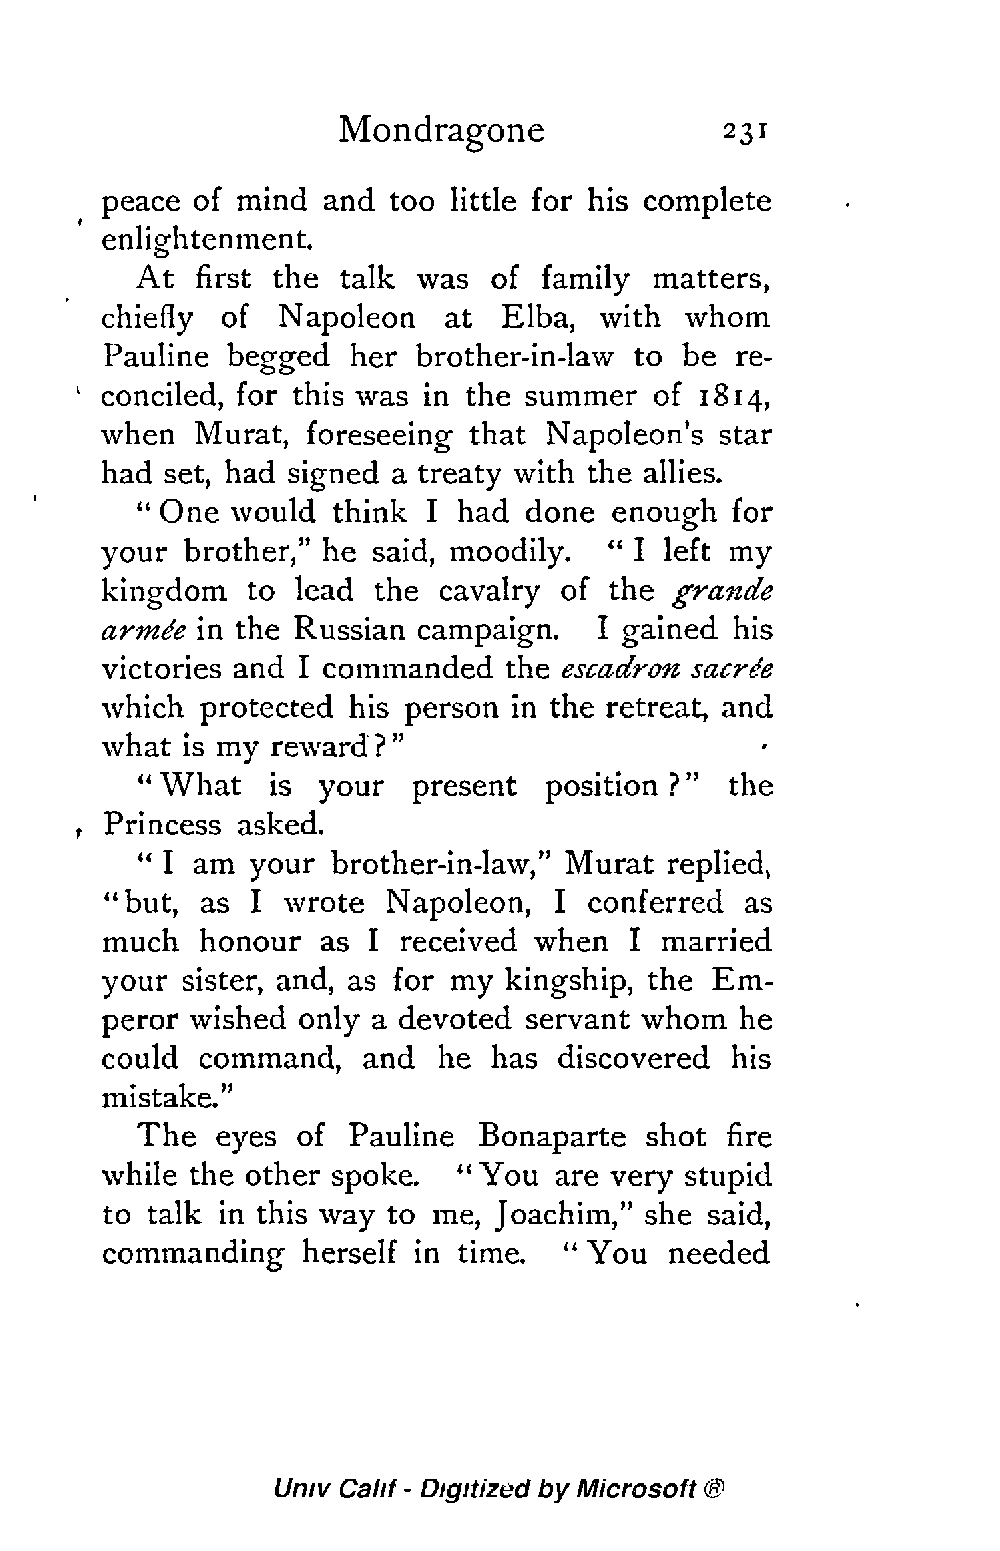 Mondragone 231
peace of mind and too little for his complete
enlightenment.
At first the talk was of family matters,
chiefly of Napoleon at Elba, with whom
Pauline begged her brother-in-law to be re-
conciled, for this was in the summer of 1814,
when Murat, foreseeing that Napoleon's star
had set, had signed a treaty with the allies.
"One would think I had done enough for
your brother," he said, moodily. "I left my
kingdom to lead the cavalry of the grande
armée in the Russian campaign. I gained his
victories and I commanded the escadron sacrée
which protected his person in the retreat, and
what is my reward?"
"What is your present position?" the
Princess asked.
"I am your brother-in-law," Murat replied,
"but, as I wrote Napoleon, I conferred as
much honour as I received when I married
your sister, and, as for my kingship, the Em-
peror wished only a devoted servant whom he
could command, and he has discovered his
mistake."
The eyes of Pauline Bonaparte shot fire
while the other spoke. "You are very stupid
to talk in this way to me, Joachim," she said,
commanding herself in time. "You needed
Univ Calif - Digitized by Microsoft ®